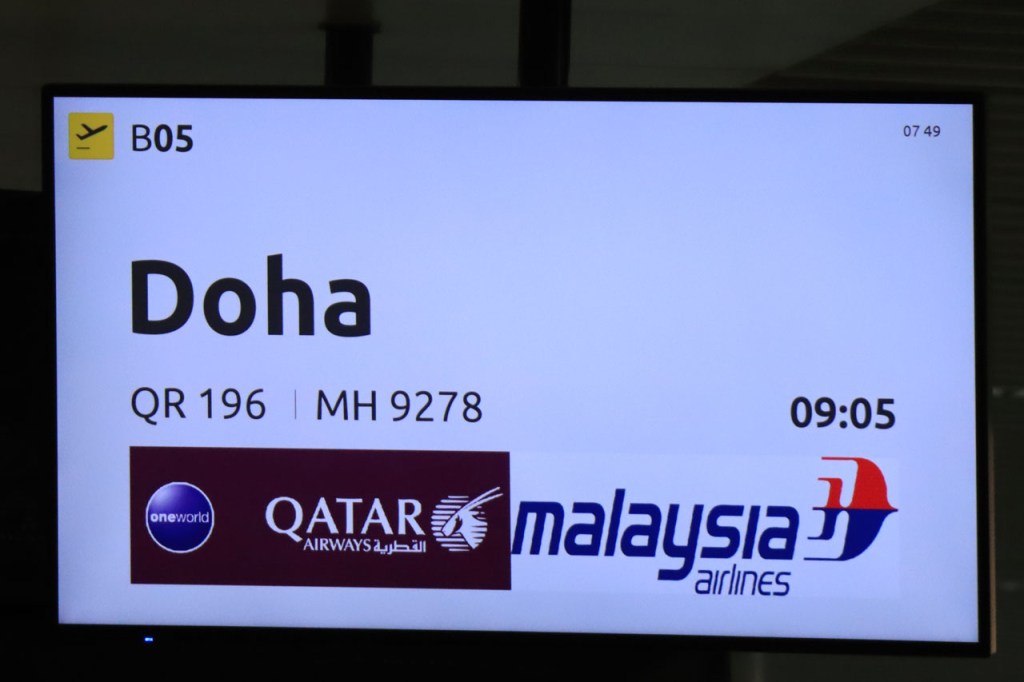 B05
07 49
Doha
QR 196 | MH 9278
09:05
oneworld
QATAR
AIRWAYS القطرية
malaysia
airlines